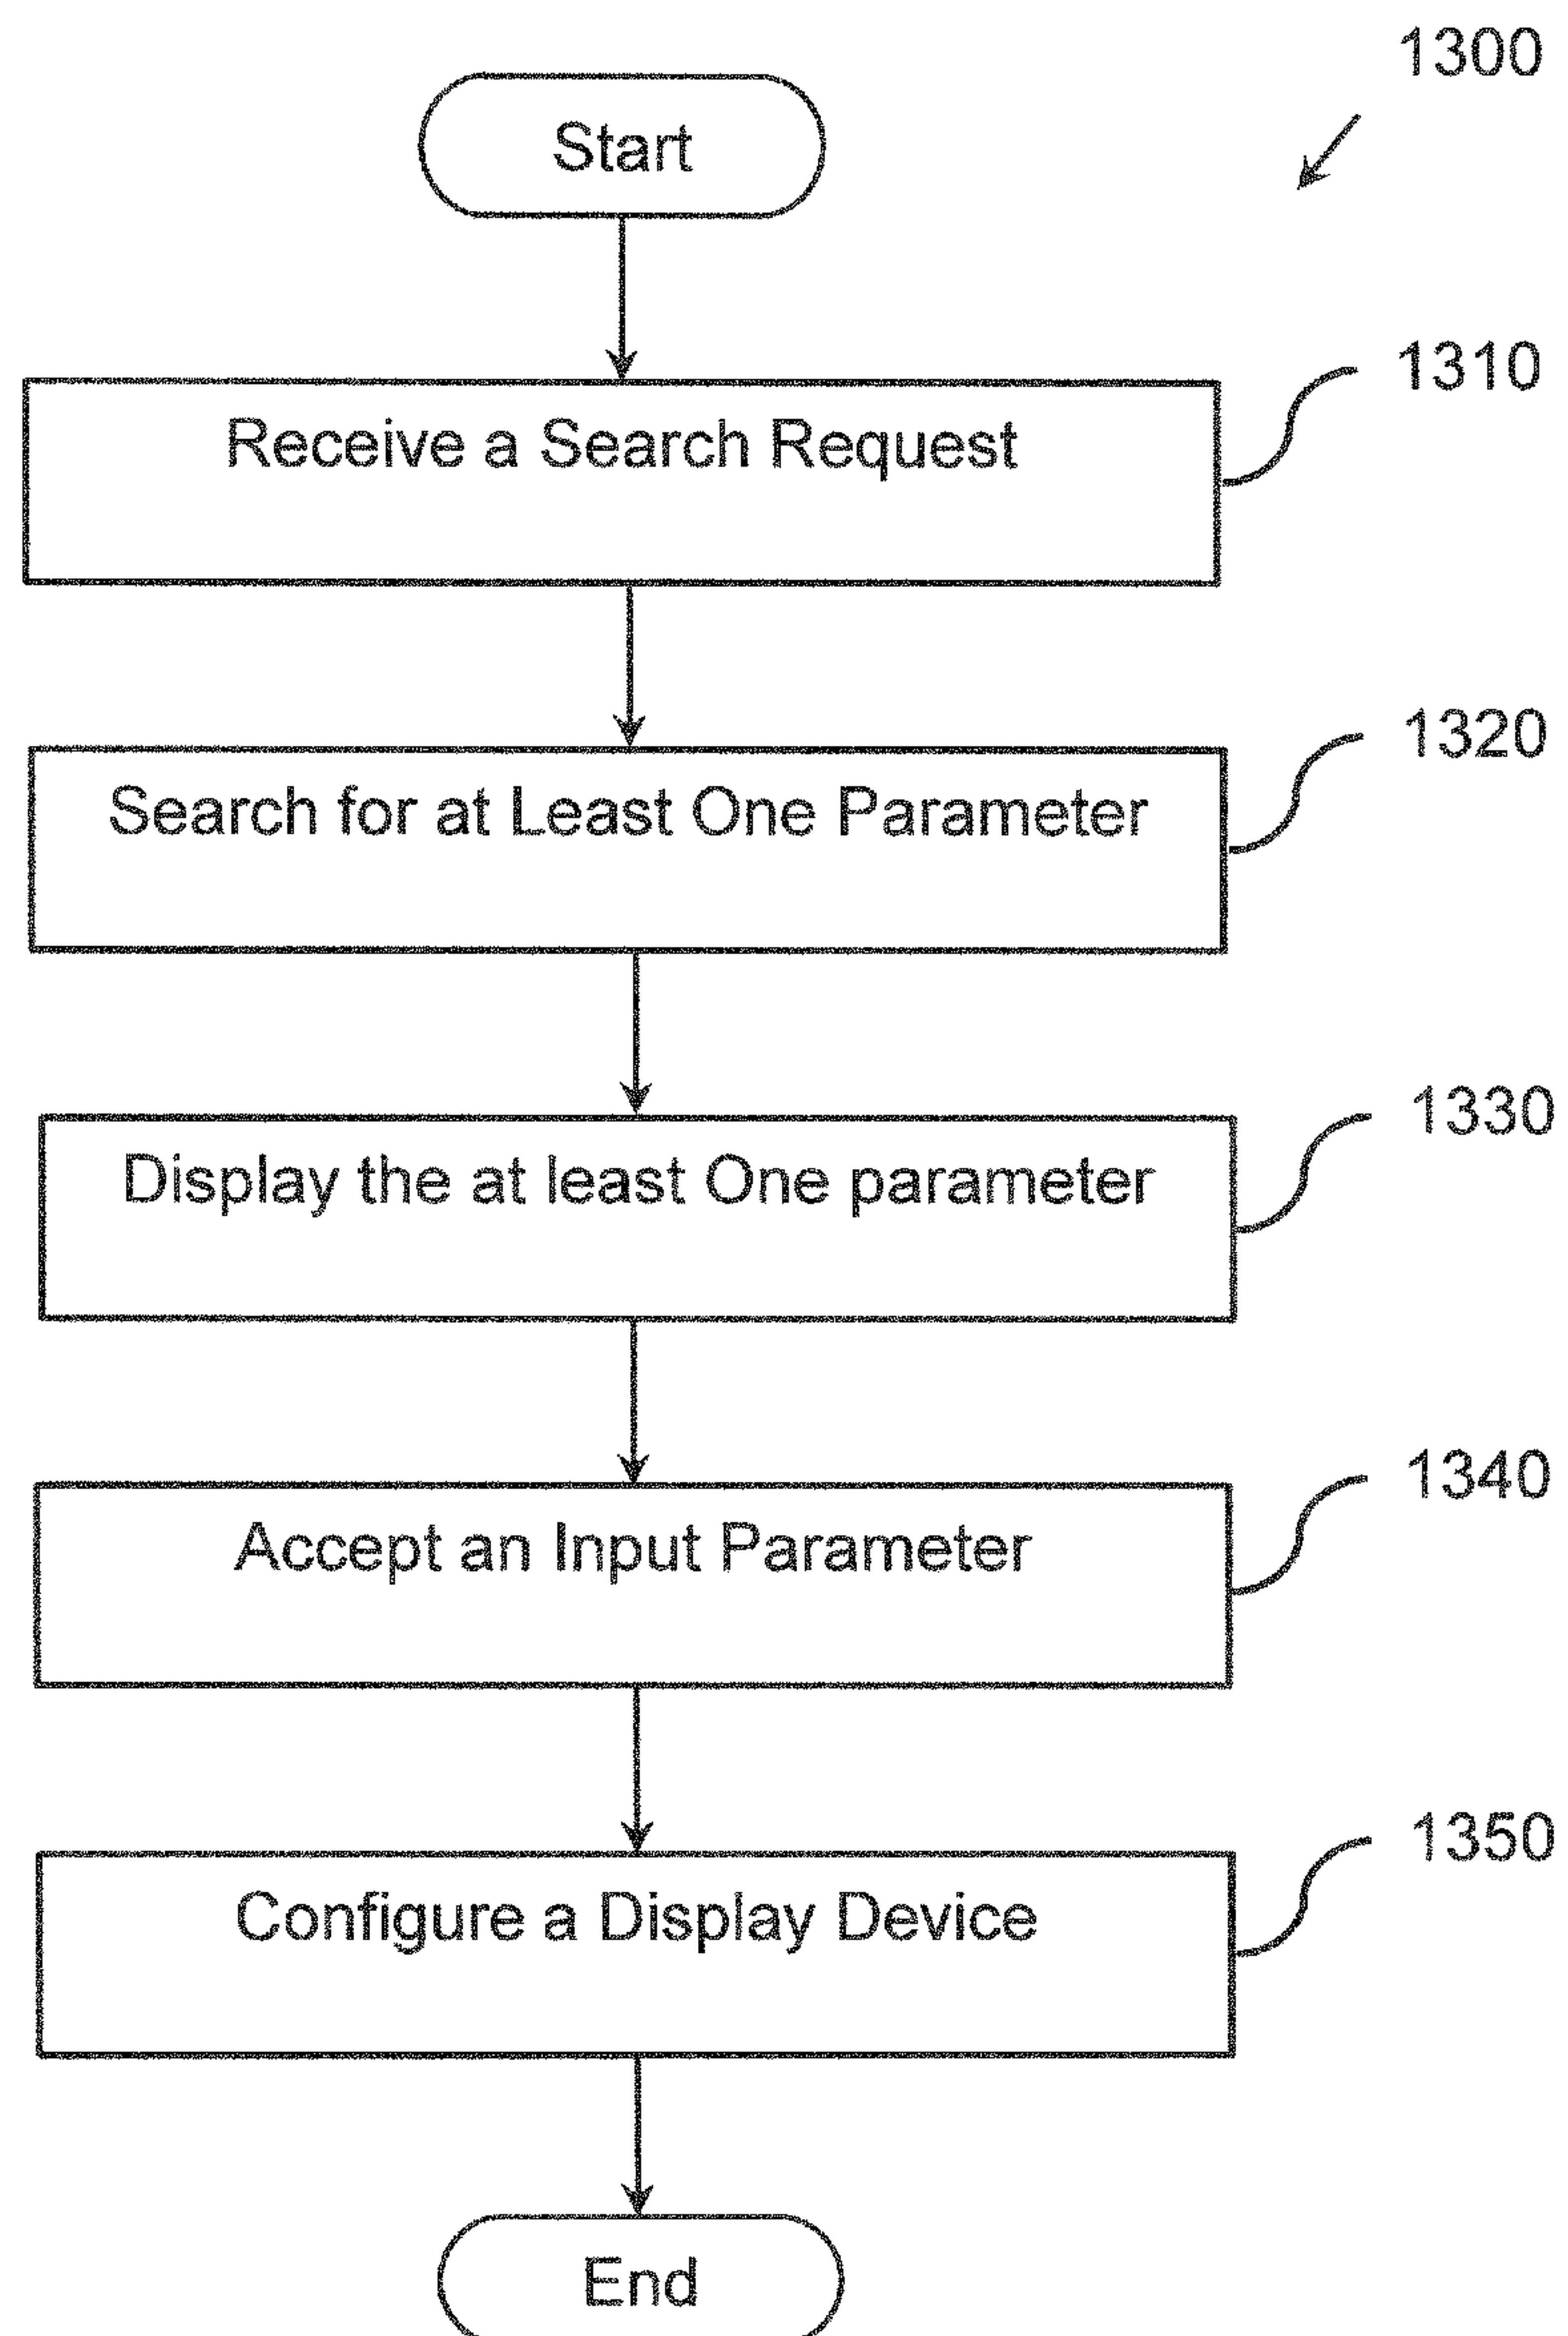 1300
Start
1310
Receive a Search Request
1320
Search for at Least One Parameter
1330
Display the at least One parameter
1340
Accept an Input Parameter
1350
Configure a Display Device
End